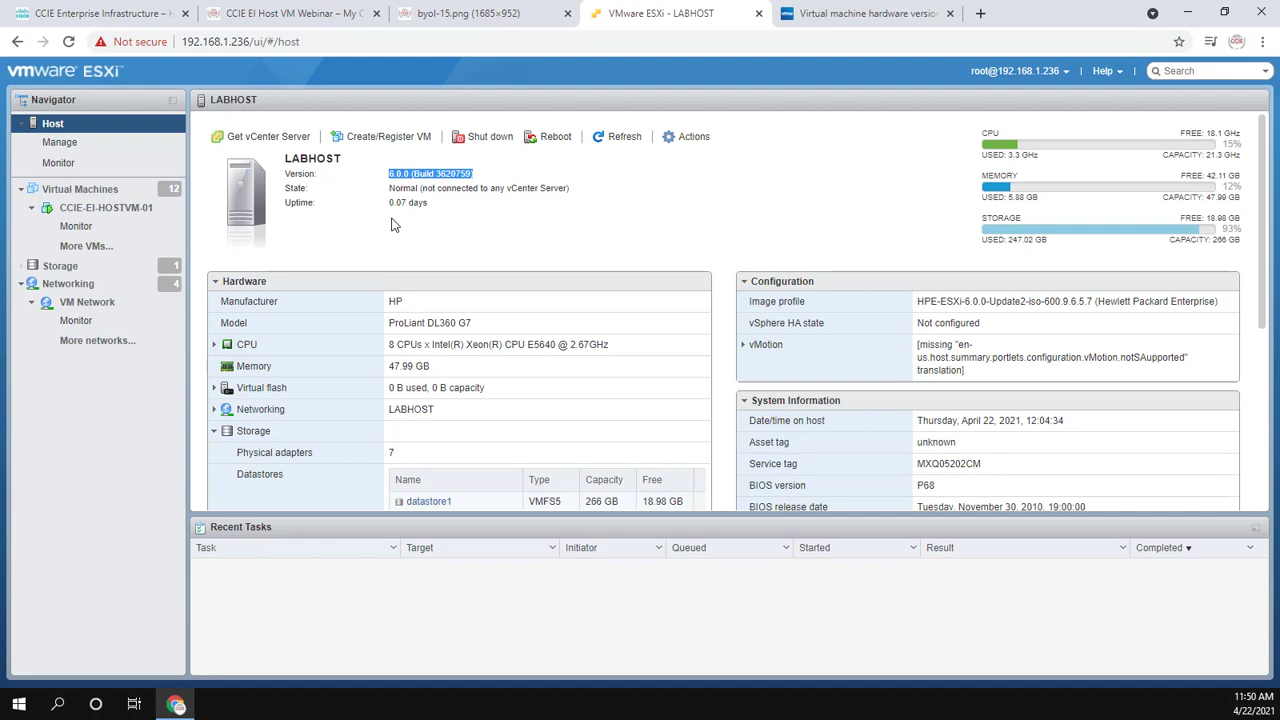 CCIE Enterprise Infrastructure – H
CCIE EI Host VM Webinar – My C
byol-15.png (1685×952)
VMware ESXi - LABHOST
Virtual machine hardware version
Not secure 192.168.1.236/ui/#/host
vmware ESXi™
root@192.168.1.236 Help Search
Navigator
LABHOST
Host
Manage
Monitor
Virtual Machines 12
CCIE-EI-HOSTVM-01
Monitor
More VMs...
Storage 1
Networking 4
VM Network
Monitor
More networks...
Get vCenter Server Create/Register VM Shut down Reboot Refresh Actions
LABHOST
Version: 6.0.0 (Build 3620759)
State: Normal (not connected to any vCenter Server)
Uptime: 0.07 days
CPU FREE: 18.1 GHz
15%
USED: 3.3 GHz CAPACITY: 21.3 GHz
MEMORY FREE: 42.11 GB
12%
USED: 5.88 GB CAPACITY: 47.99 GB
STORAGE FREE: 18.98 GB
93%
USED: 247.02 GB CAPACITY: 266 GB
Hardware
Manufacturer HP
Model ProLiant DL360 G7
CPU 8 CPUs x Intel(R) Xeon(R) CPU E5640 @ 2.67GHz
Memory 47.99 GB
Virtual flash 0 B used, 0 B capacity
Networking LABHOST
Storage
Physical adapters 7
Datastores
Name Type Capacity Free
datastore1 VMFS5 266 GB 18.98 GB
Configuration
Image profile HPE-ESXi-6.0.0-Update2-iso-600.9.6.5.7 (Hewlett Packard Enterprise)
vSphere HA state Not configured
vMotion [missing "en-
us.host.summary.portlets.configuration.vMotion.notSAupported"
translation]
System Information
Date/time on host Thursday, April 22, 2021, 12:04:34
Asset tag unknown
Service tag MXQ05202CM
BIOS version P68
BIOS release date Tuesday, November 30, 2010, 19:00:00
Recent Tasks
Task Target Initiator Queued Started Result Completed
11:50 AM
4/22/2021